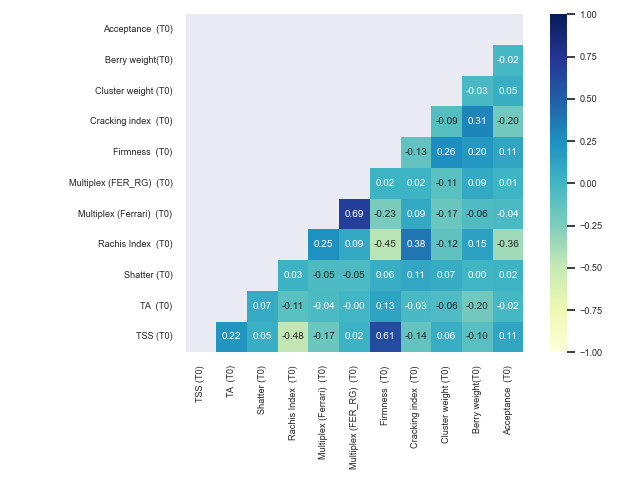 Acceptance (T0)
Berry weight(T0) -0.02
Cluster weight (T0) -0.03 0.05
Cracking index (T0) -0.09 0.31 -0.20
Firmness (T0) -0.13 0.26 0.20 0.11
Multiplex (FER_RG) (T0) 0.02 0.02 -0.11 0.09 0.01
Multiplex (Ferrari) (T0) 0.69 -0.23 0.09 -0.17 -0.06 -0.04
Rachis Index (T0) 0.25 0.09 -0.45 0.38 -0.12 0.15 -0.36
Shatter (T0) 0.03 -0.05 -0.05 0.06 0.11 0.07 0.00 0.02
TA (T0) 0.07 -0.11 -0.04 -0.00 0.13 -0.03 -0.06 -0.20 -0.02
TSS (T0) 0.22 0.05 -0.48 -0.17 0.02 0.61 -0.14 0.06 -0.10 0.11
TSS (T0)
TA (T0)
Shatter (T0)
Rachis Index (T0)
Multiplex (Ferrari) (T0)
Multiplex (FER_RG) (T0)
Firmness (T0)
Cracking index (T0)
Cluster weight (T0)
Berry weight(T0)
Acceptance (T0)
1.00
0.75
0.50
0.25
0.00
−0.25
−0.50
−0.75
−1.00